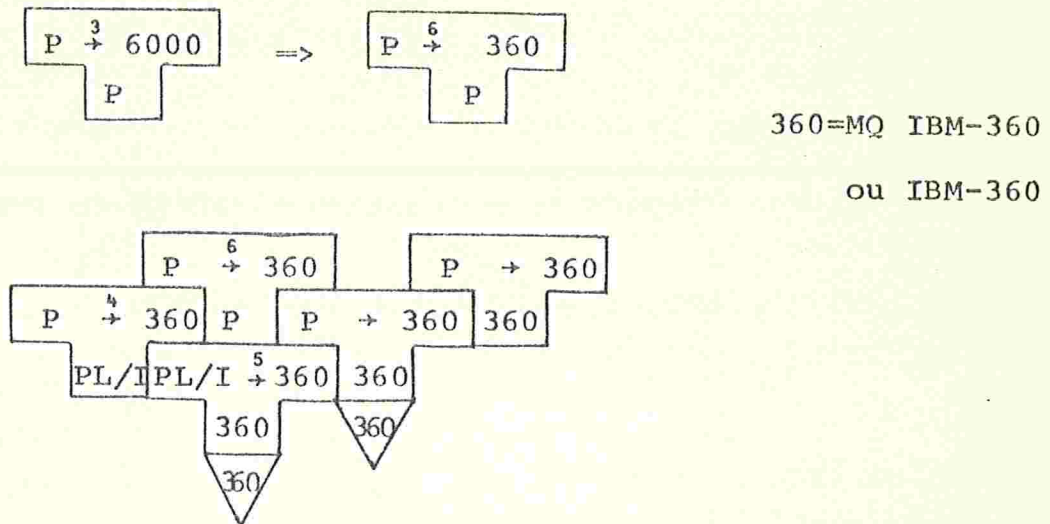 3 6
P → 6000 => P → 360
P P
360=MQ IBM-360
ou IBM-360
6
P → 360 P → 360
4
P → 360 P P → 360 360
5
PL/I PL/I → 360 360
360 360
360